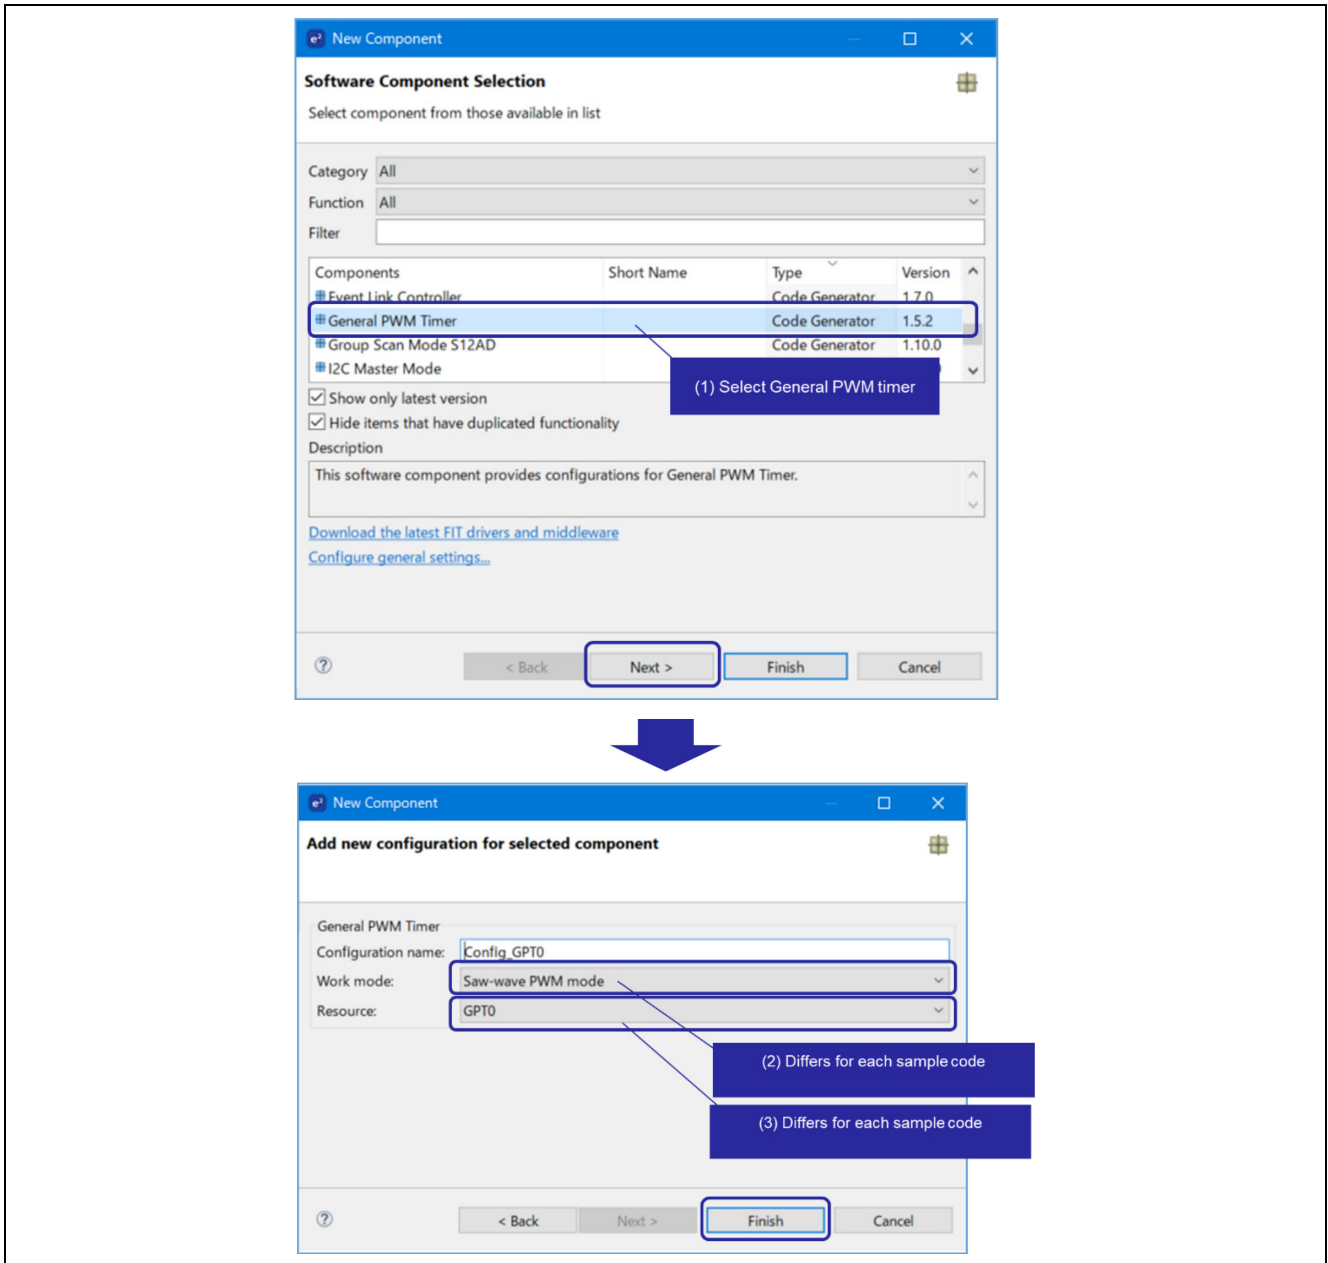 New Component
Software Component Selection
Select component from those available in list
Category All
Function All
Filter
Components Short Name Type Version
Event Link Controller Code Generator 1.7.0
General PWM Timer Code Generator 1.5.2
Group Scan Mode S12AD Code Generator 1.10.0
I2C Master Mode
(1) Select General PWM timer
Show only latest version
Hide items that have duplicated functionality
Description
This software component provides configurations for General PWM Timer.
Download the latest FIT drivers and middleware
Configure general settings...
< Back Next > Finish Cancel
New Component
Add new configuration for selected component
General PWM Timer
Configuration name: Config_GPT0
Work mode: Saw-wave PWM mode
Resource: GPT0
(2) Differs for each sample code
(3) Differs for each sample code
< Back Next > Finish Cancel